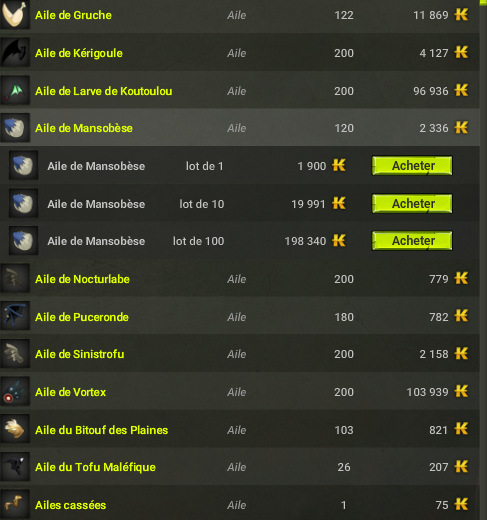 Aile de Gruche Aile 122 11 869
Aile de Kérigoule Aile 200 4 127
Aile de Larve de Koutoulou Aile 200 96 936
Aile de Mansobèse Aile 120 2 336
Aile de Mansobèse lot de 1 1 900 Acheter
Aile de Mansobèse lot de 10 19 991 Acheter
Aile de Mansobèse lot de 100 198 340 Acheter
Aile de Nocturlabe Aile 200 779
Aile de Puceronde Aile 180 782
Aile de Sinistrofu Aile 200 2 158
Aile de Vortex Aile 200 103 939
Aile du Bitouf des Plaines Aile 103 821
Aile du Tofu Maléfique Aile 26 207
Ailes cassées Aile 1 75